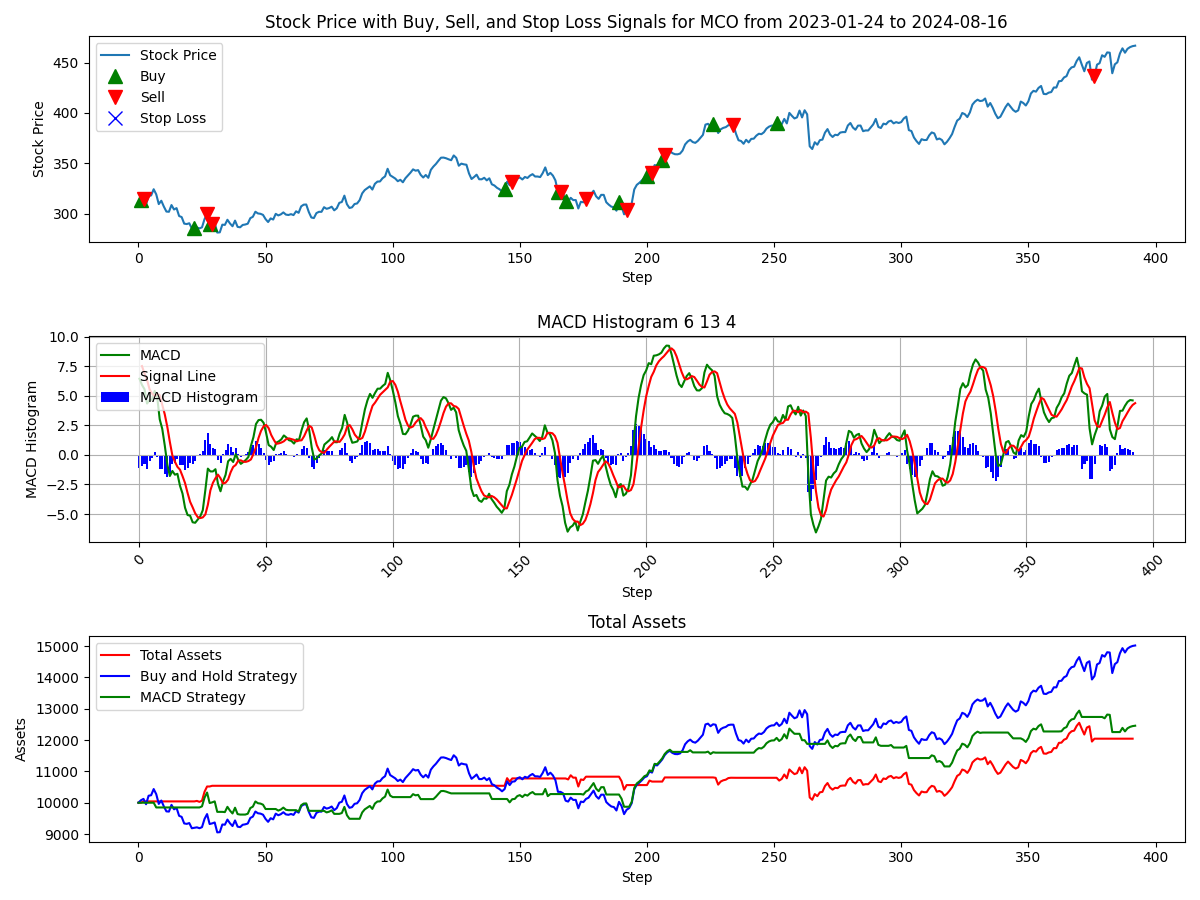 Stock Price with Buy, Sell, and Stop Loss Signals for MCO from 2023-01-24 to 2024-08-16
Stock Price
Buy
Sell
Stop Loss
Stock Price
450
400
350
300
0 50 100 150 200 250 300 350 400
Step
MACD Histogram 6 13 4
MACD
Signal Line
MACD Histogram
MACD Histogram
10.0
7.5
5.0
2.5
0.0
−2.5
−5.0
0 50 100 150 200 250 300 350 400
Step
Total Assets
Total Assets
Buy and Hold Strategy
MACD Strategy
Assets
15000
14000
13000
12000
11000
10000
9000
0 50 100 150 200 250 300 350 400
Step